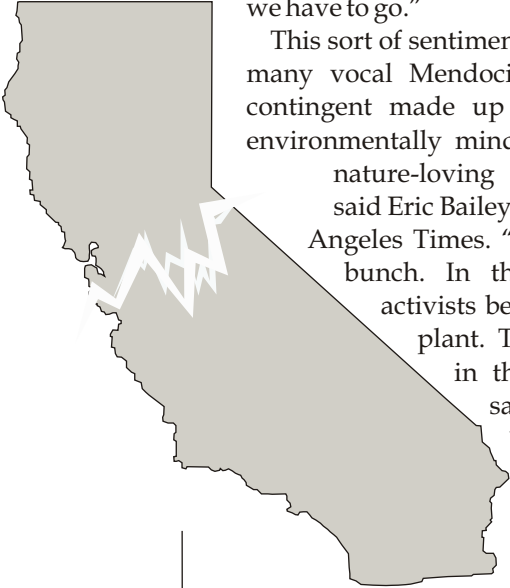 we have to go.”
This sort of sentimen
many vocal Mendoci
contingent made up
environmentally minc
nature-loving
said Eric Bailey
Angeles Times. “
bunch. In th
activists be
plant. T
in th
sa